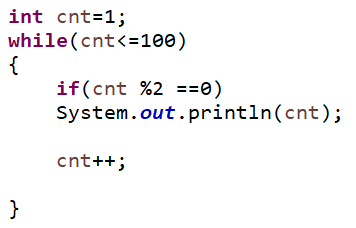 int cnt=1;
while(cnt<=100)
{
    if(cnt %2 ==0)
    System.out.println(cnt);

    cnt++;

}